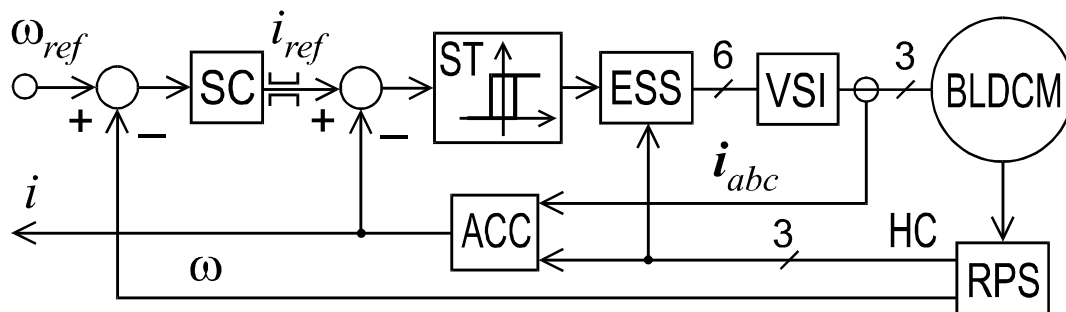 ω_ref
i_ref
SC
ST
ESS
6
VSI
3
BLDCM
+
−
+
−
i_abc
i
ACC
3
HC
ω
RPS